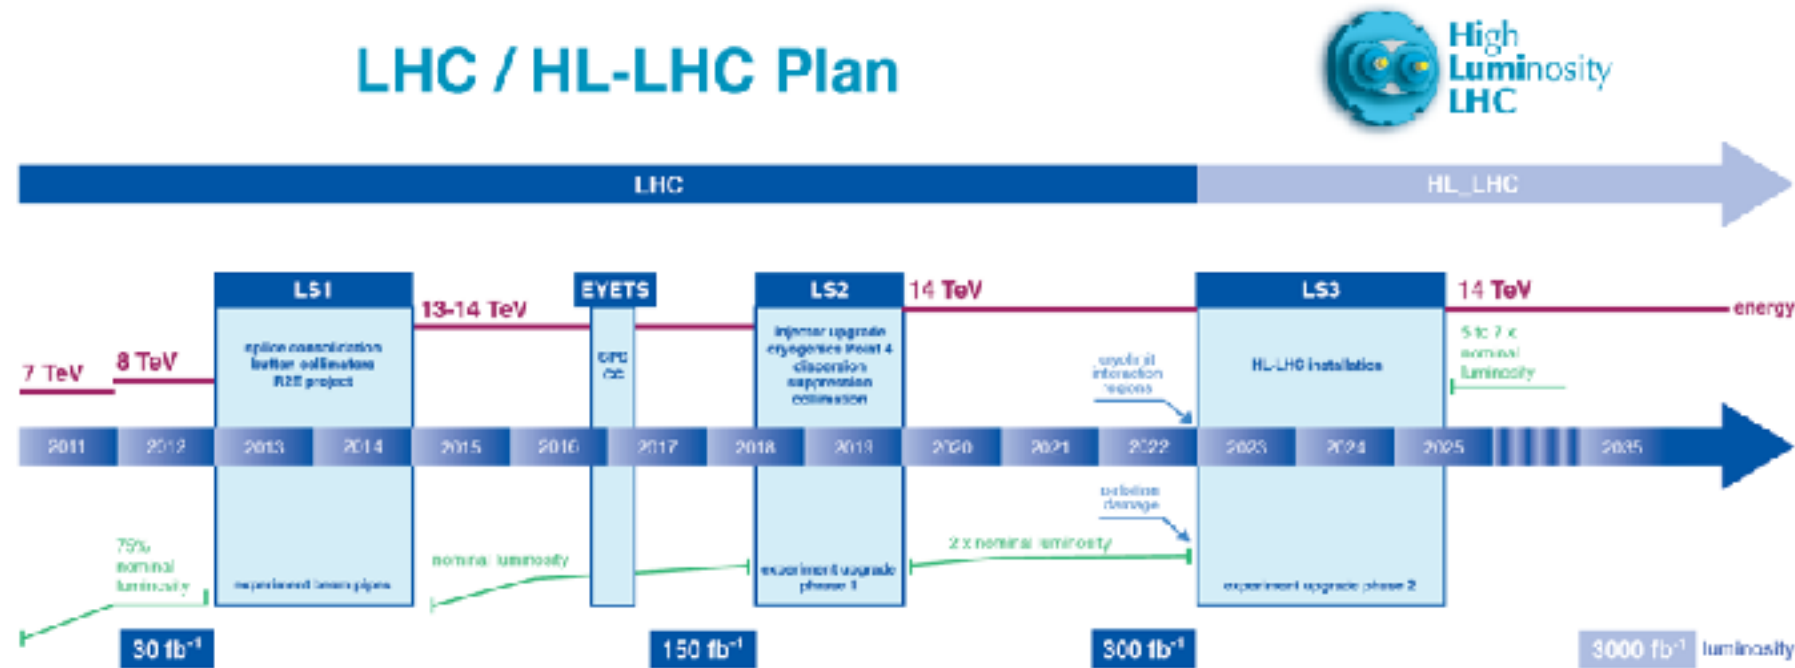 LHC / HL-LHC Plan
High
Luminosity
LHC
LHC
HL_LHC
LS1
EYETS
LS2
14 TeV
LS3
14 TeV
energy
13-14 TeV
7 TeV
8 TeV
splice consolidation
button collimators
R2E project
injector upgrade
cryogenics Point 4
dispersion
suppression
collimation
cryolimit
interaction
regions
HL-LHC installation
5 to 7 x
nominal
luminosity
2011 2012 2013 2014 2015 2016 2017 2018 2019 2020 2021 2022 2023 2024 2025 2035
radiation
damage
75%
nominal
luminosity
experiment beam pipes
nominal luminosity
experiment upgrade
phase 1
2 x nominal luminosity
experiment upgrade phase 2
30 fb⁻¹
150 fb⁻¹
300 fb⁻¹
3000 fb⁻¹
luminosity